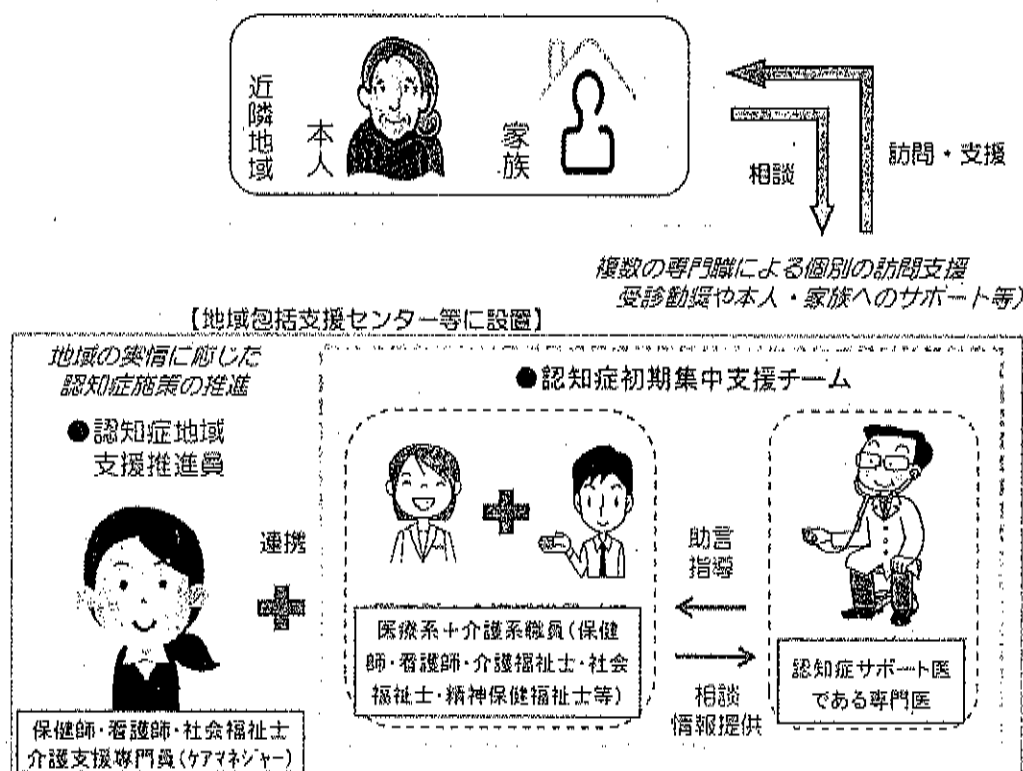 近隣地域
本人
家族
相談
訪問・支援
複数の専門職による個別の訪問支援
受診勧奨や本人・家族へのサポート等)
【地域包括支援センター等に設置】
地域の実情に応じた
認知症施策の推進
●認知症地域
支援推進員
連携
保健師・看護師・社会福祉士
介護支援専門員(ケアマネジャー)
●認知症初期集中支援チーム
医療系+介護系職員(保健
師・看護師・介護福祉士・社会
福祉士・精神保健福祉士等)
助言
指導
相談
情報提供
認知症サポート医
である専門医